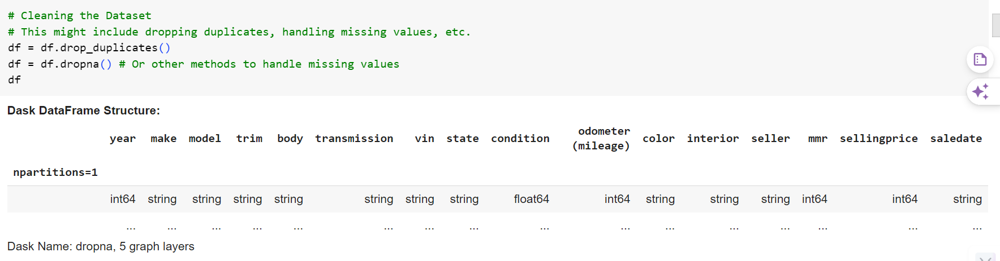 # Cleaning the Dataset
# This might include dropping duplicates, handling missing values, etc.
df = df.drop_duplicates()
df = df.dropna() # Or other methods to handle missing values
df
Dask DataFrame Structure:
year make model trim body transmission vin state condition odometer (mileage) color interior seller mmr sellingprice saledate
npartitions=1
int64 string string string string string string string float64 int64 string string string int64 int64 string
... ... ... ... ... ... ... ... ... ... ... ... ... ... ... ...
Dask Name: dropna, 5 graph layers